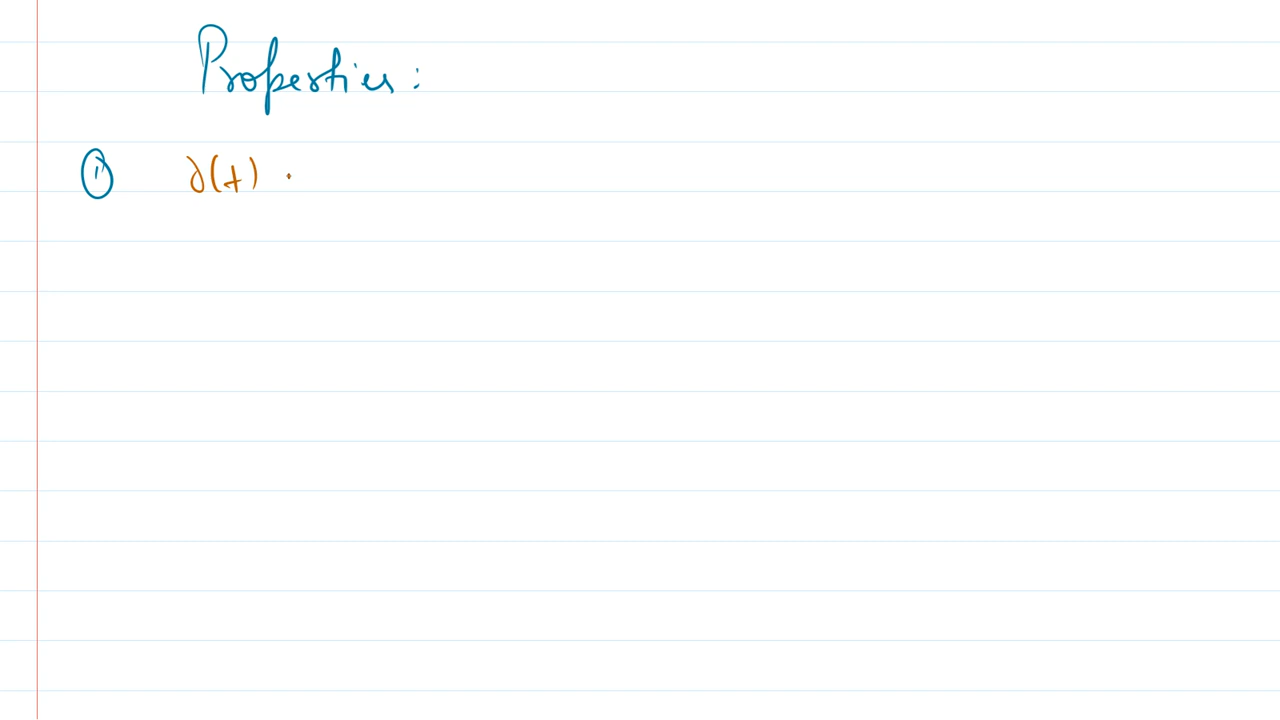 Properties:
① δ(t) ·